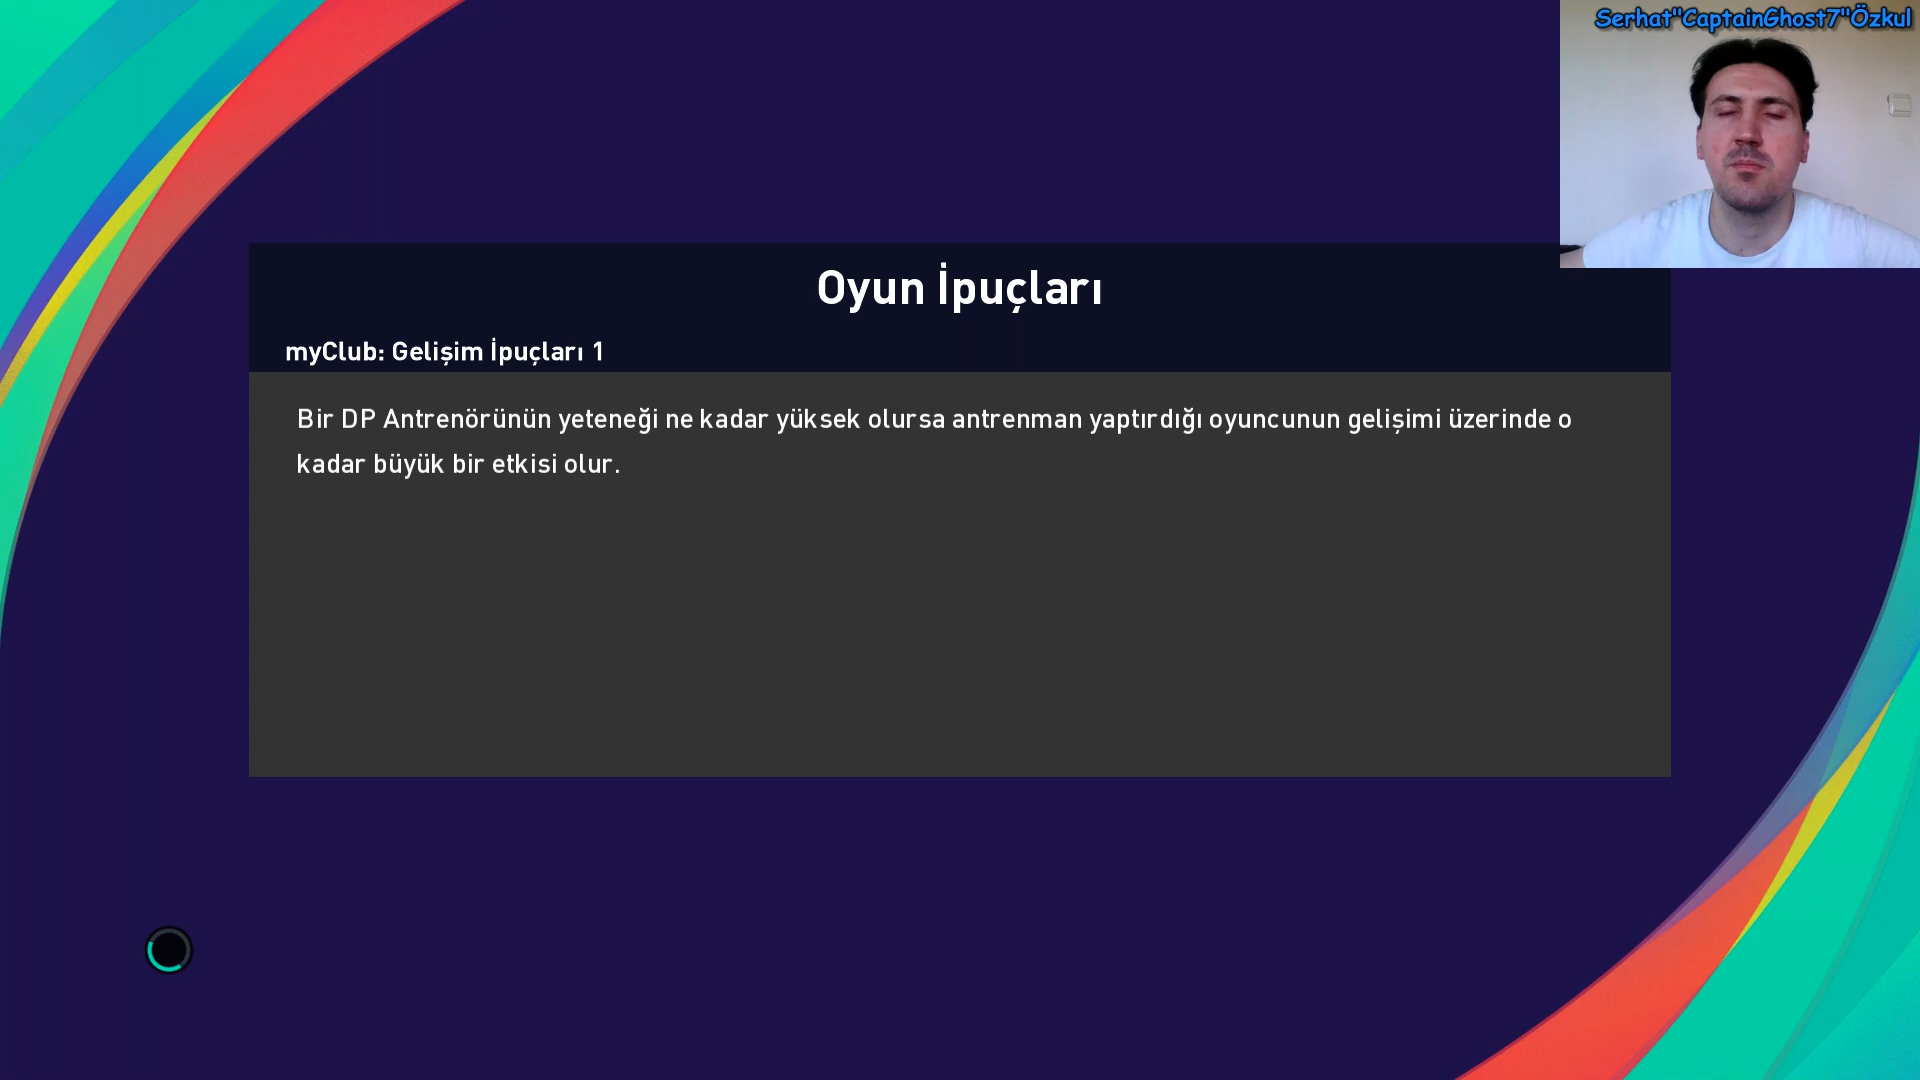 Serhat"CaptainGhost7"Özkul
Oyun İpuçları
myClub: Gelişim İpuçları 1
Bir DP Antrenörünün yeteneği ne kadar yüksek olursa antrenman yaptırdığı oyuncunun gelişimi üzerinde o
kadar büyük bir etkisi olur.